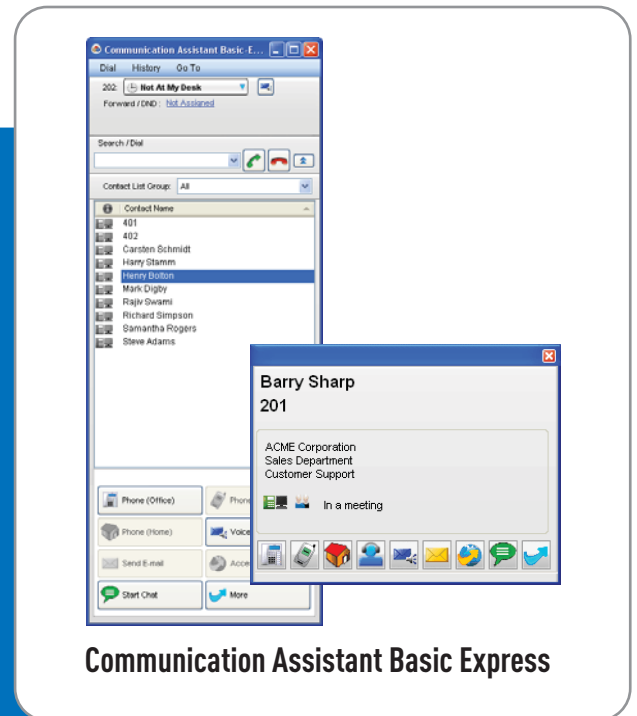 Communication Assistant Basic-E...
Dial History Go To
202: Not At My Desk
Forward / DND : Not Assigned
Search / Dial
Contact List Group: All
Contact Name
401
402
Carsten Schmidt
Harry Stamm
Henry Bolton
Mark Digby
Rajiv Swami
Richard Simpson
Samantha Rogers
Steve Adams
Barry Sharp
201
ACME Corporation
Sales Department
Customer Support
In a meeting
Phone (Office) Phone
Phone (Home) Voice
Send E-mail Acce
Start Chat More
Communication Assistant Basic Express